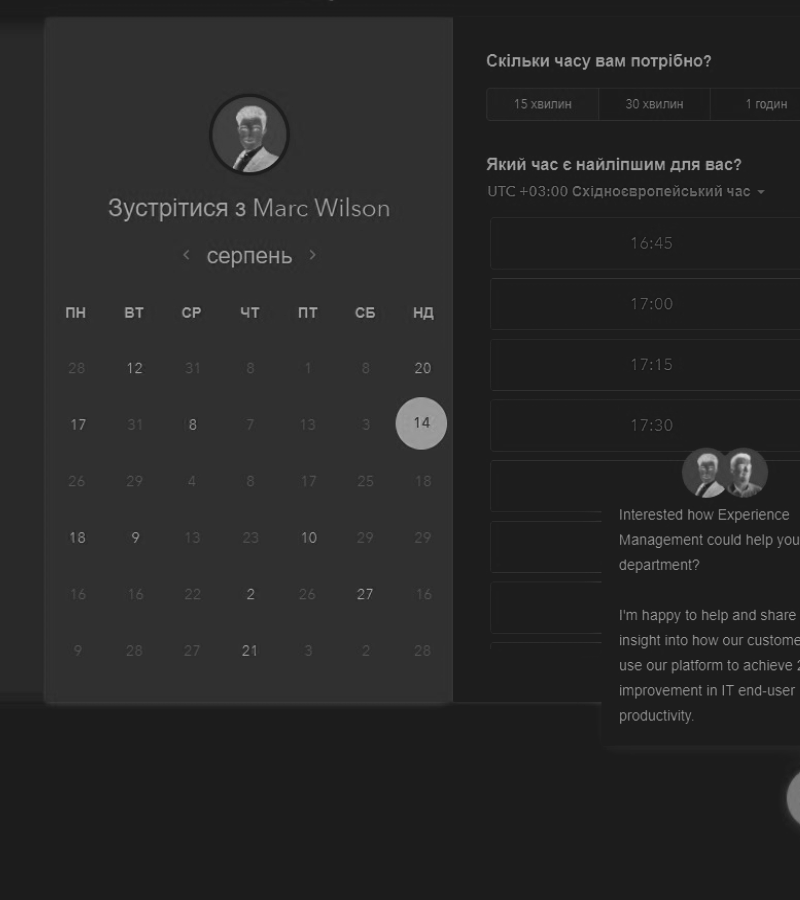 Зустрітися з Marc Wilson
серпень
ПН ВТ СР ЧТ ПТ СБ НД
28 12 31 8 1 8 20
17 31 8 7 13 3 14
26 29 4 8 17 25 18
18 9 13 23 10 29 29
16 16 22 2 26 27 16
9 28 27 21 3 2 28
Скільки часу вам потрібно?
15 хвилин 30 хвилин 1 годин
Який час є найліпшим для вас?
UTC +03:00 Східноєвропейський час
16:45
17:00
17:15
17:30
Interested how Experience
Management could help you
department?
I'm happy to help and share
insight into how our custome
use our platform to achieve 2
improvement in IT end-user
productivity.